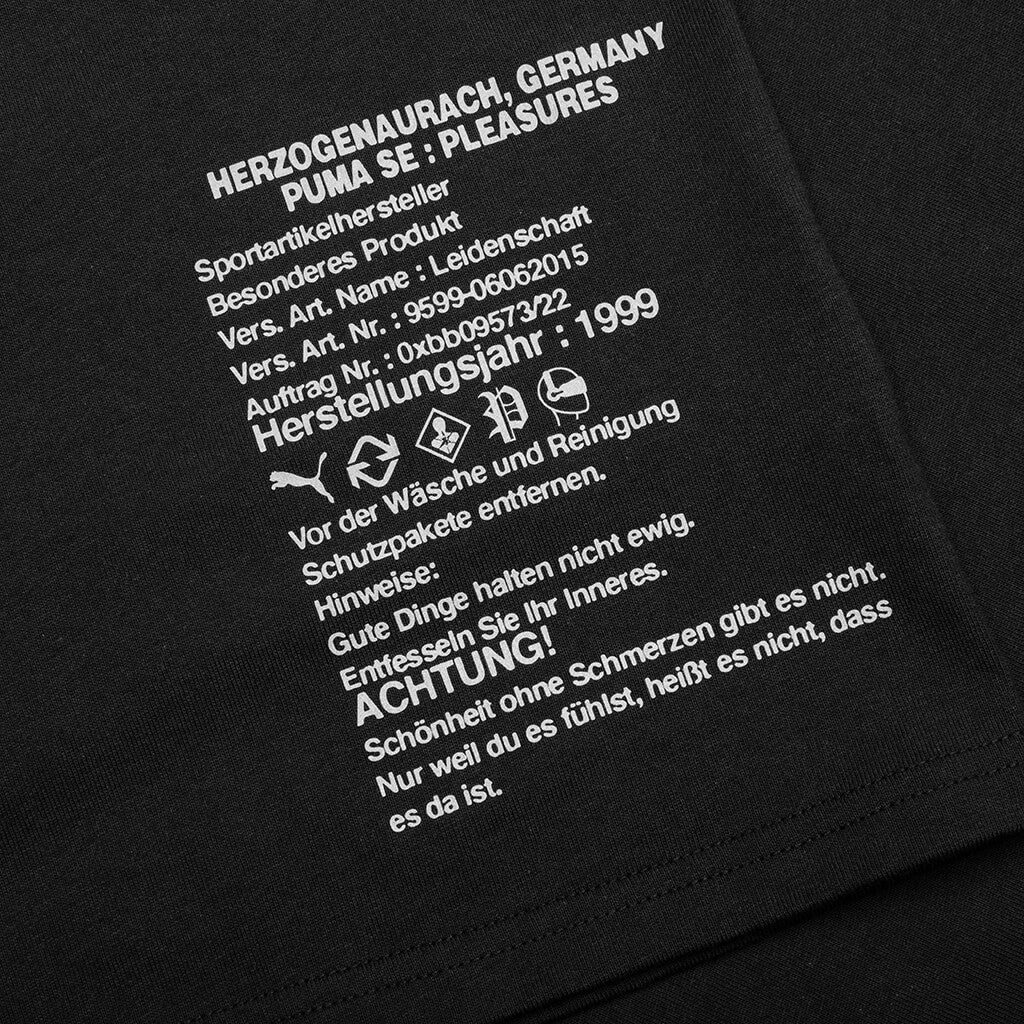 HERZOGENAURACH, GERMANY
PUMA SE : PLEASURES
Sportartikelhersteller
Besonderes Produkt
Vers. Art. Name : Leidenschaft
Vers. Art. Nr. : 9599-06062015
Auftrag Nr. : 0xbb09573/22
Herstellungsjahr : 1999
P
Vor der Wäsche und Reinigung
Schutzpakete entfernen.
Hinweise:
Gute Dinge halten nicht ewig.
Entfesseln Sie Ihr Inneres.
ACHTUNG!
Schönheit ohne Schmerzen gibt es nicht.
Nur weil du es fühlst, heißt es nicht, dass
es da ist.